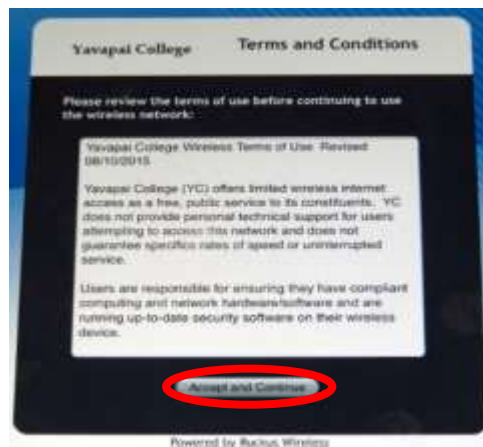 Yavapai College
Terms and Conditions
Please review the terms of use before continuing to use
the wireless network:
Yavapai College Wireless Terms of Use Revised
08/10/2015
Yavapai College (YC) offers limited wireless internet
access as a free, public service to its constituents. YC
does not provide personal technical support for users
attempting to access this network and does not
guarantee specifics rates of speed or uninterrupted
service.
Users are responsible for ensuring they have compliant
computing and network hardware/software and are
running up-to-date security software on their wireless
device.
Accept and Continue
Powered by Ruckus Wireless